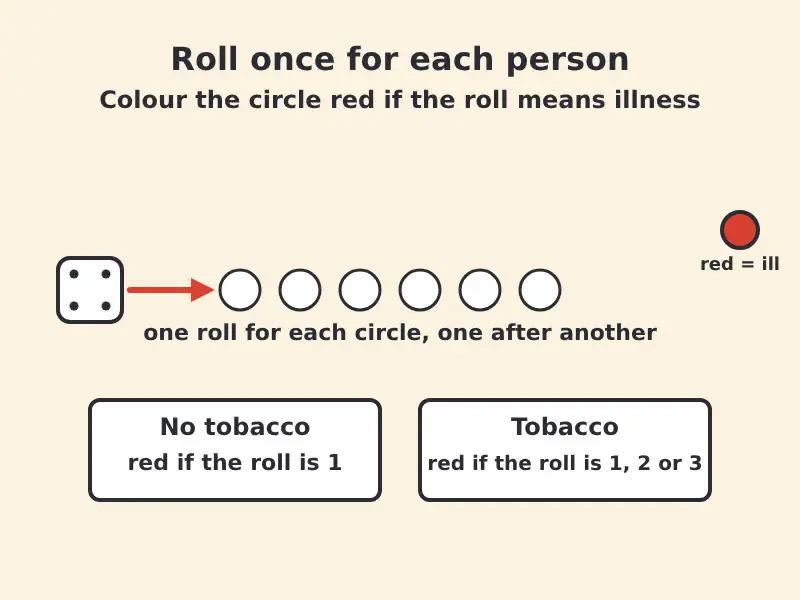 Roll once for each person
Colour the circle red if the roll means illness
red = ill
one roll for each circle, one after another
No tobacco
red if the roll is 1
Tobacco
red if the roll is 1, 2 or 3